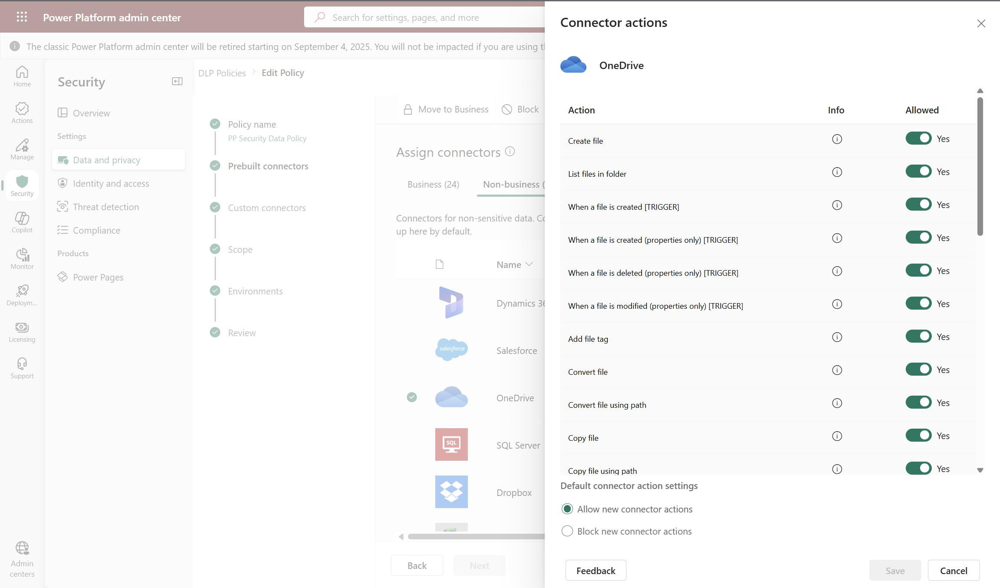 Power Platform admin center
Search for settings, pages, and more
The classic Power Platform admin center will be retired starting on September 4, 2025. You will not be impacted if you are using
Home
Actions
Manage
Security
Copilot
Monitor
Deploym...
Licensing
Support
Admin
centers
Security
Overview
Settings
Data and privacy
Identity and access
Threat detection
Compliance
Products
Power Pages
DLP Policies > Edit Policy
Policy name
PP Security Data Policy
Prebuilt connectors
Custom connectors
Scope
Environments
Review
Move to Business
Block
Assign connectors
Business (24)
Non-business (
Connectors for non-sensitive data.
up here by default.
Name
Dynamics 36
salesforce
Salesforce
OneDrive
SQL
SQL Server
Dropbox
Back
Next
Connector actions
OneDrive
Action Info Allowed
Create file Yes
List files in folder Yes
When a file is created [TRIGGER] Yes
When a file is created (properties only) [TRIGGER] Yes
When a file is deleted (properties only) [TRIGGER] Yes
When a file is modified (properties only) [TRIGGER] Yes
Add file tag Yes
Convert file Yes
Convert file using path Yes
Copy file Yes
Copy file using path Yes
Default connector action settings
Allow new connector actions
Block new connector actions
Feedback
Save
Cancel